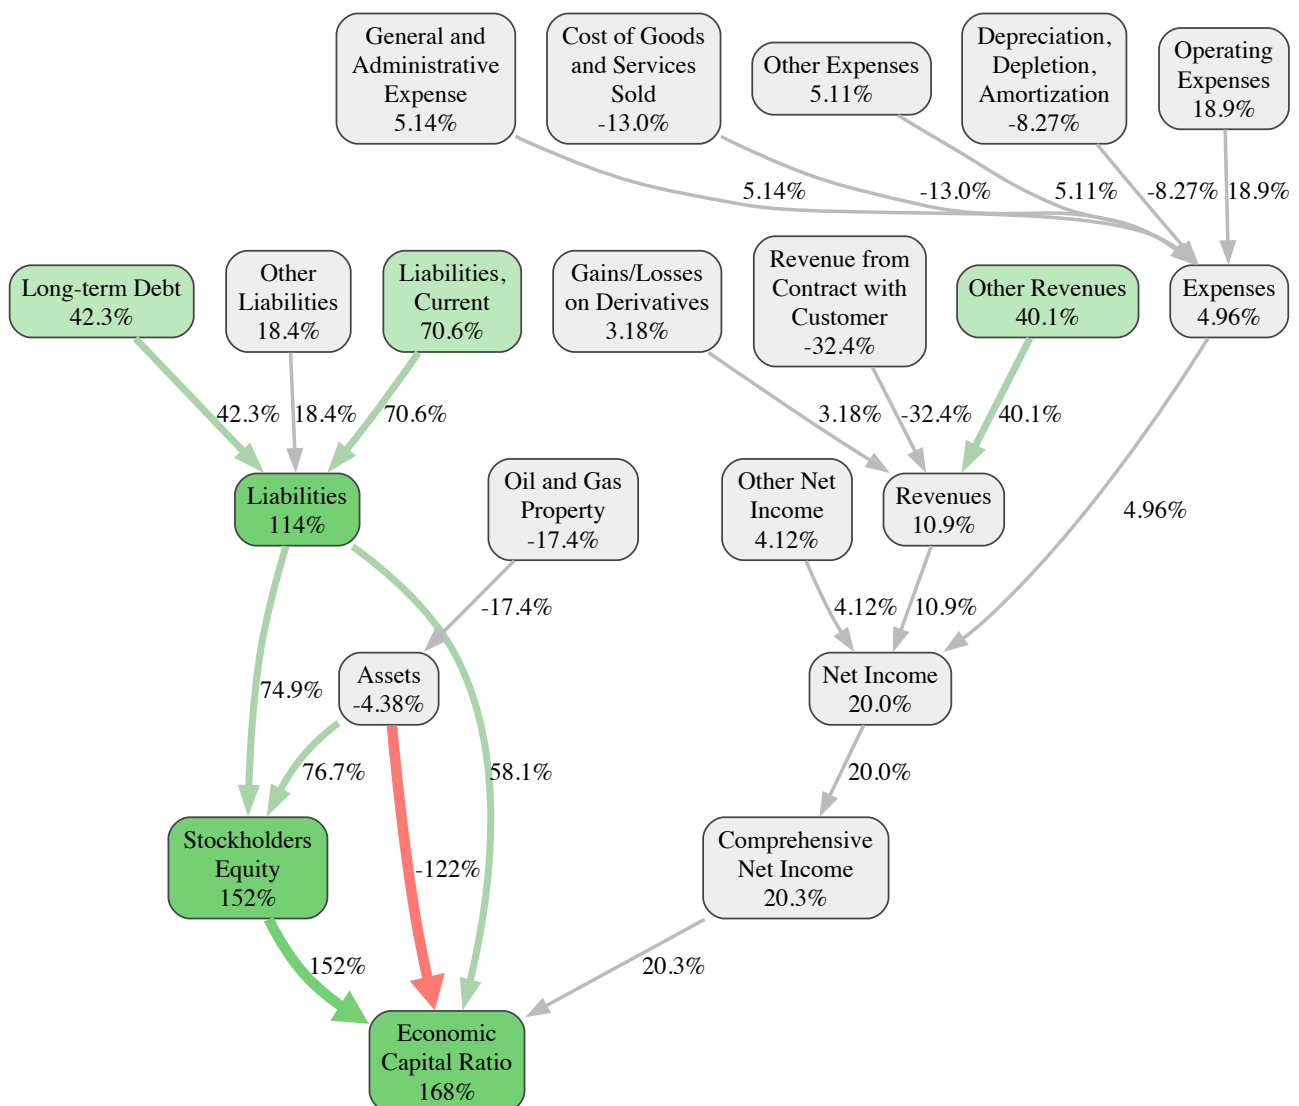 General and
Administrative
Expense
5.14%
Cost of Goods
and Services
Sold
-13.0%
Other Expenses
5.11%
Depreciation,
Depletion,
Amortization
-8.27%
Operating
Expenses
18.9%
5.14%
-13.0%
5.11%
-8.27%
18.9%
Long-term Debt
42.3%
Other
Liabilities
18.4%
Liabilities,
Current
70.6%
Gains/Losses
on Derivatives
3.18%
Revenue from
Contract with
Customer
-32.4%
Other Revenues
40.1%
Expenses
4.96%
42.3%
18.4%
70.6%
3.18%
-32.4%
40.1%
Liabilities
114%
Oil and Gas
Property
-17.4%
Other Net
Income
4.12%
Revenues
10.9%
4.96%
-17.4%
4.12%
10.9%
74.9%
Assets
-4.38%
Net Income
20.0%
76.7%
58.1%
20.0%
Stockholders
Equity
152%
-122%
Comprehensive
Net Income
20.3%
152%
20.3%
Economic
Capital Ratio
168%